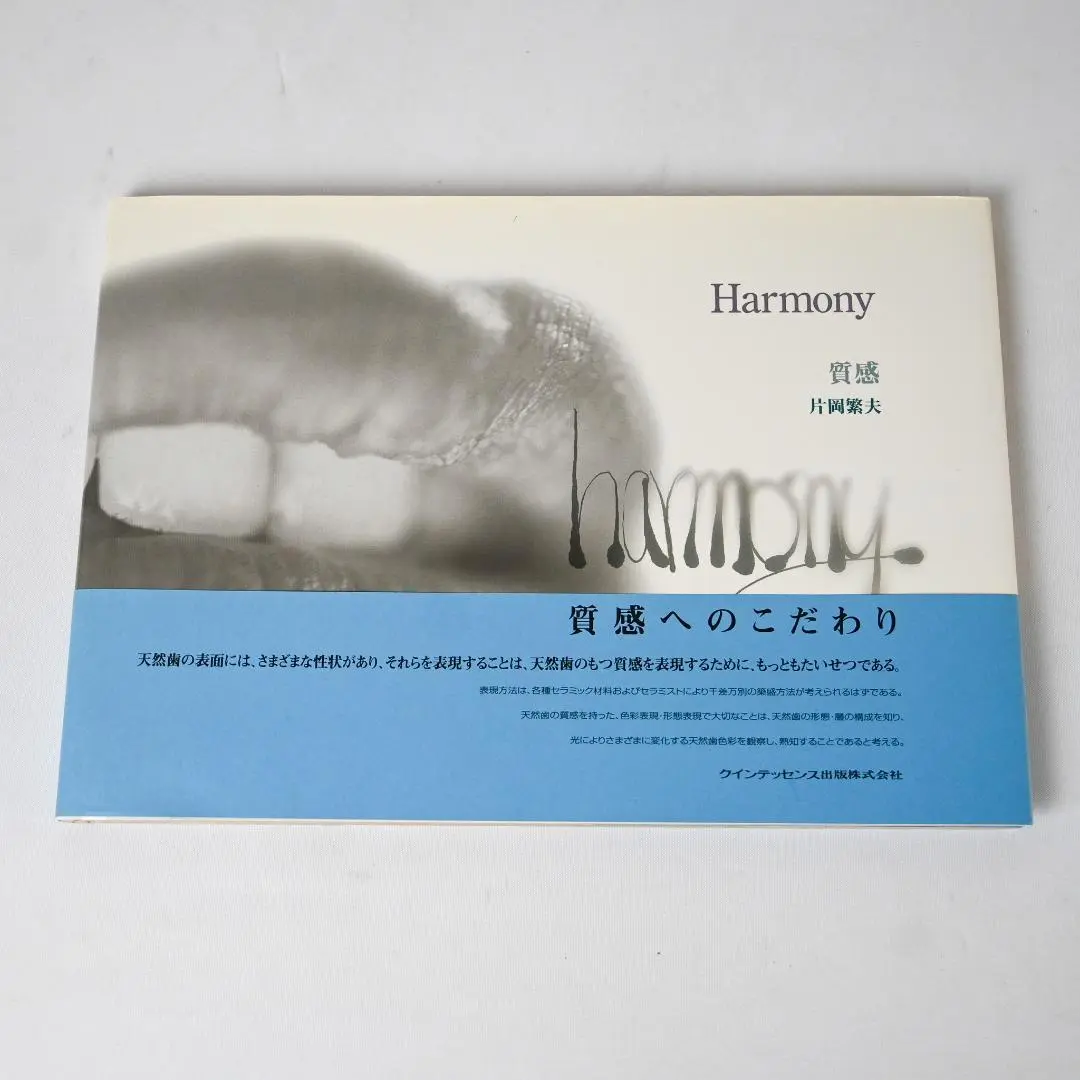 Harmony
質感
片岡繁夫
harmony.
質感へのこだわり
天然歯の表面には、さまざまな性状があり、それらを表現することは、天然歯のもつ質感を表現するために、もっともたいせつである。
表現方法は、各種セラミック材料およびセラミストにより千差万別の築盛方法が考えられるはずである。
天然歯の質感を持った、色彩表現・形態表現で大切なことは、天然歯の形態・層の構成を知り、
光によりさまざまに変化する天然歯色彩を観察し、熟知することであると考える。
クインテッセンス出版株式会社